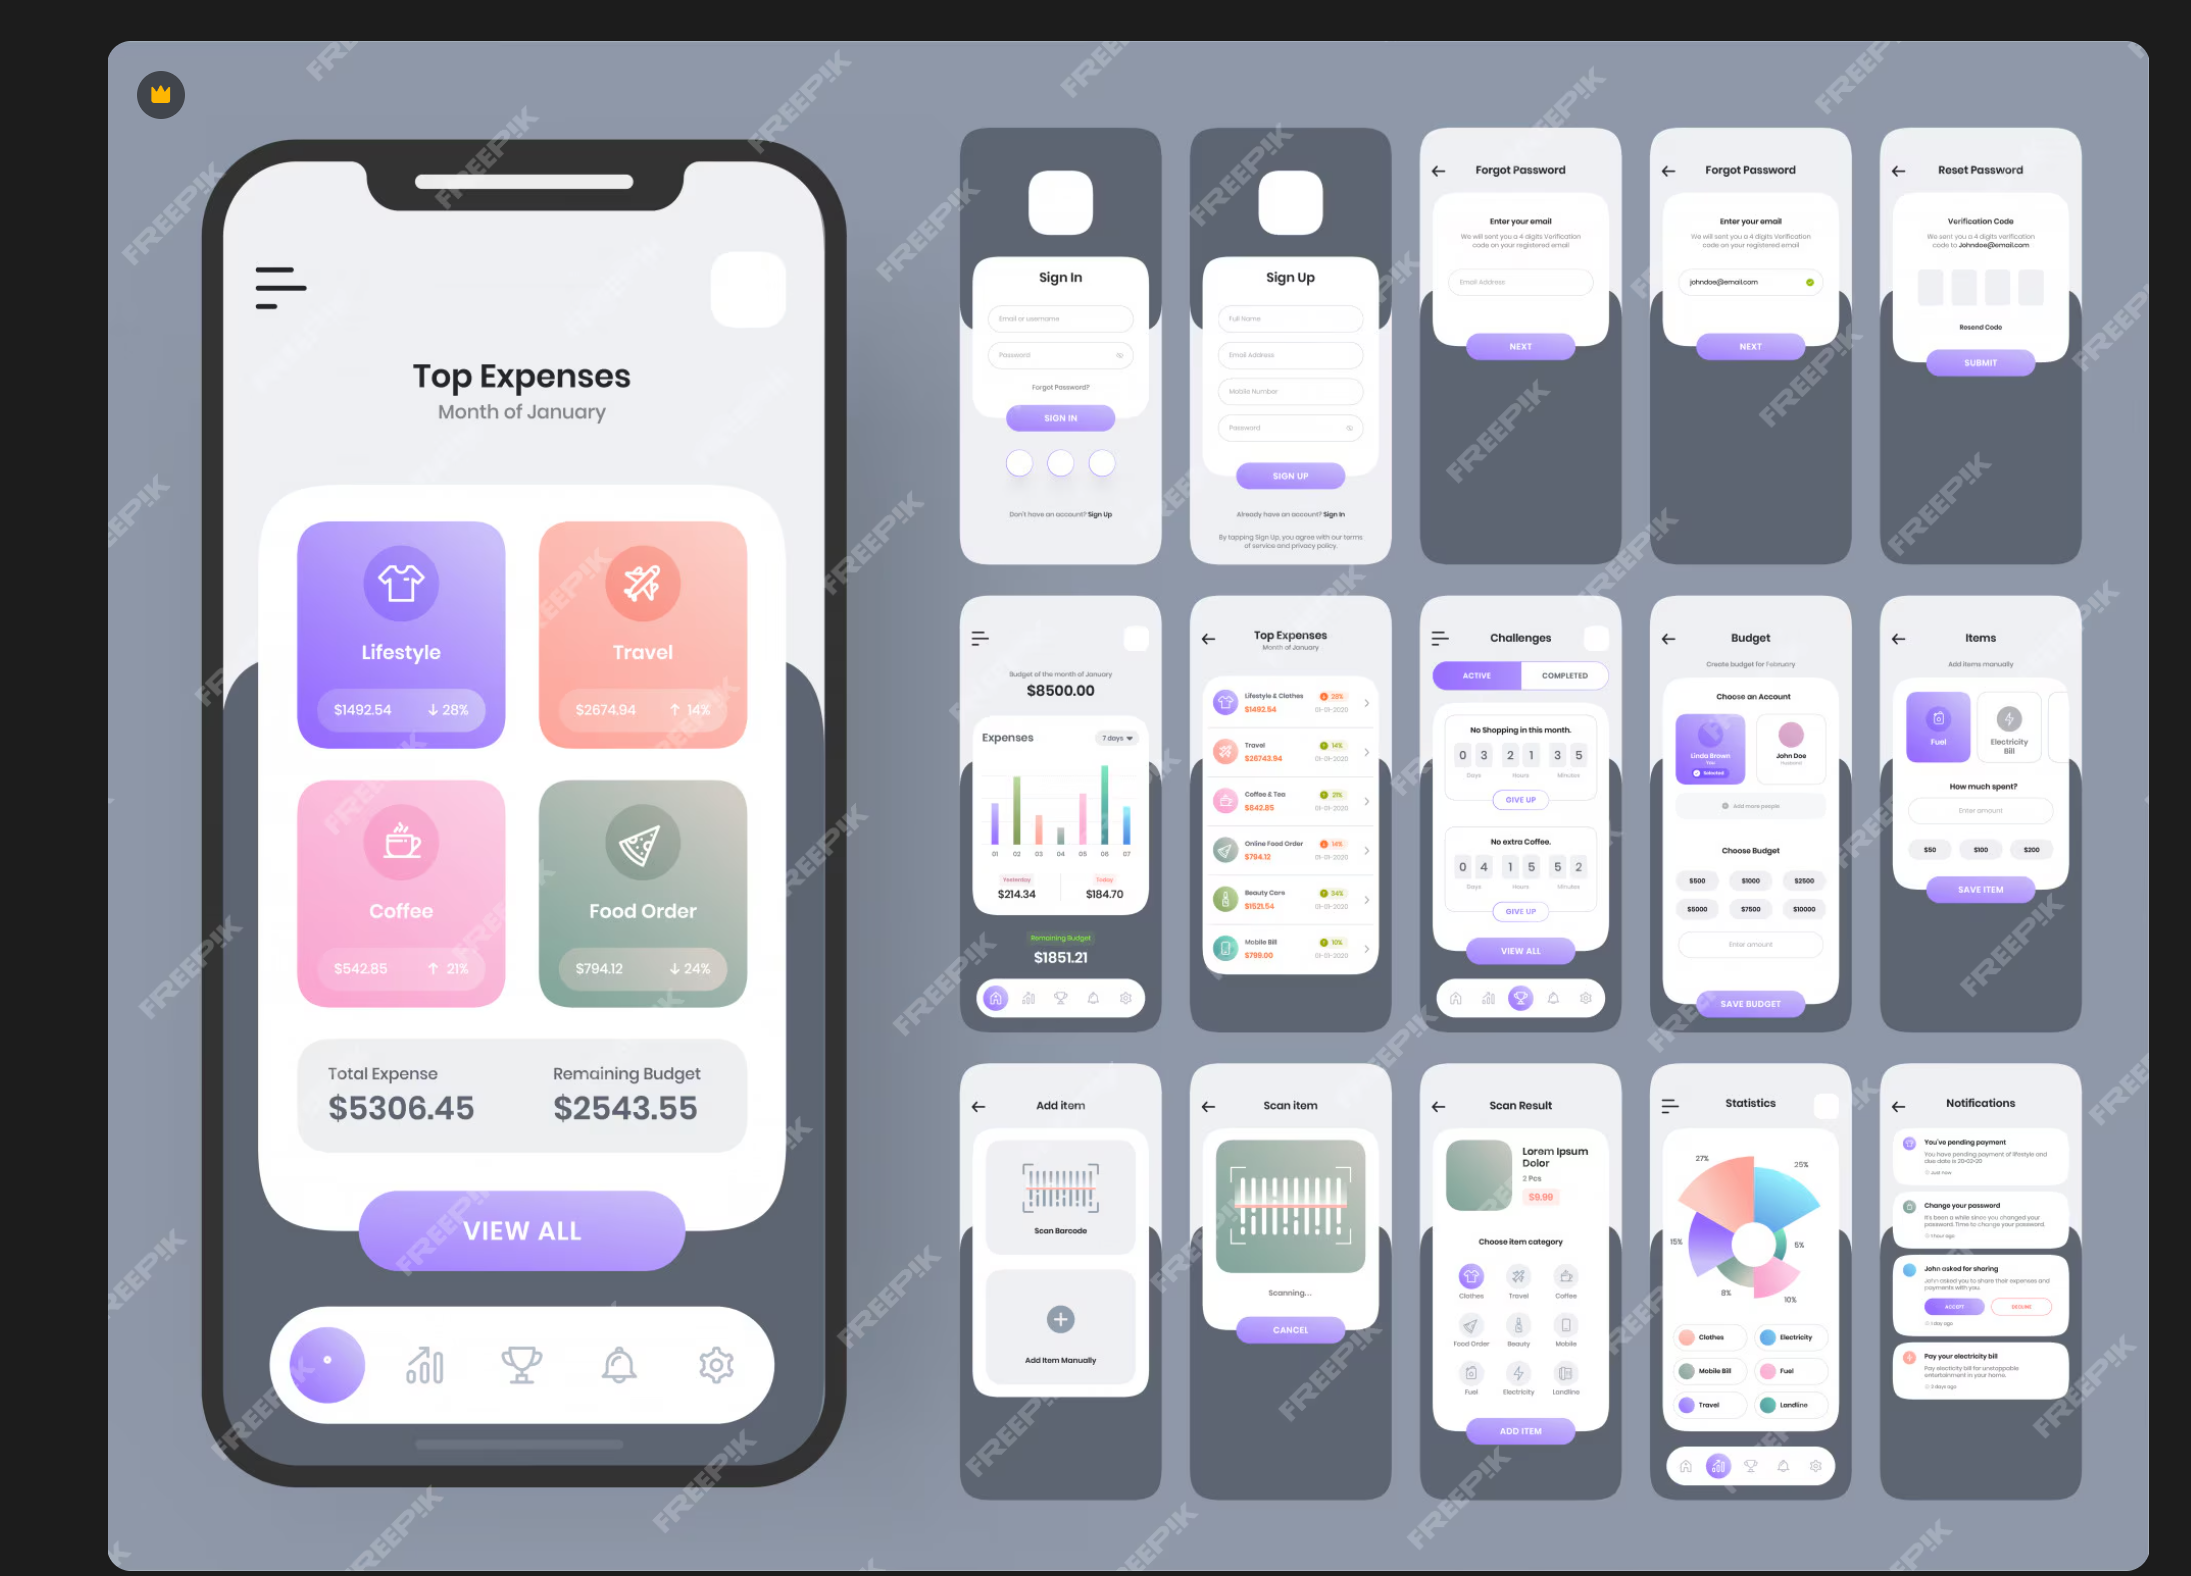 Top Expenses
Month of January
Lifestyle
$1492.54 ↓ 28%
Travel
$2674.94 ↑ 14%
Coffee
$542.85 ↑ 21%
Food Order
$794.12 ↓ 24%
Total Expense
$5306.45
Remaining Budget
$2543.55
VIEW ALL
Sign In
Email or username
Password
Forgot Password?
SIGN IN
Don't have an account? Sign Up
Sign Up
Full Name
Email Address
Mobile Number
Password
SIGN UP
Already have an account? Sign In
By tapping Sign Up, you agree with our terms
of service and privacy policy.
Forgot Password
Enter your email
We will sent you a 4 digits Verification
code on your registered email
Email Address
NEXT
Forgot Password
Enter your email
We will sent you a 4 digits Verification
code on your registered email
johndoe@email.com
NEXT
Reset Password
Verification Code
We sent you a 4 digits verification
code to Johndoe@email.com
Resend Code
SUBMIT
Budget of the month of January
$8500.00
Expenses
7 days
01 02 03 04 05 06 07
Yesterday
$214.34
Today
$184.70
Remaining Budget
$1851.21
Top Expenses
Month of January
Lifestyle & Clothes 28%
$1492.54 01-01-2020
Travel 14%
$26743.94 01-01-2020
Coffee & Tea 21%
$642.85 01-01-2020
Online Food Order 14%
$794.12 01-01-2020
Beauty Care 34%
$1521.54 01-01-2020
Mobile Bill 10%
$799.00 01-01-2020
Challenges
ACTIVE COMPLETED
No Shopping in this month.
0 3 2 1 3 5
Days Hours Minutes
GIVE UP
No extra Coffee.
0 4 1 5 5 2
Days Hours Minutes
GIVE UP
VIEW ALL
Budget
Create budget for February
Choose an Account
Linda Brown
You
Selected
John Doe
Add more people
Choose Budget
$500 $1000 $2500
$5000 $7500 $10000
Enter amount
SAVE BUDGET
Items
Add items manually
Fuel
Electricity
Bill
How much spent?
Enter amount
$50 $100 $200
SAVE ITEM
Add item
Scan Barcode
Add Item Manually
Scan item
Scanning...
CANCEL
Scan Result
Lorem Ipsum
Dolor
2 Pcs
$9.99
Choose item category
Clothes Travel Coffee
Food Order Beauty Mobile
Fuel Electricity Landline
ADD ITEM
Statistics
27% 25%
15% 5%
8% 10%
Clothes Electricity
Mobile Bill Fuel
Travel Landline
Notifications
You've pending payment
You have pending payment of lifestyle and
due date is 20-02-20
Just now
Change your password
It's been a while since you changed your
password. Time to change your password.
1 hour ago
John asked for sharing
John asked you to share their expenses and
payments with you.
ACCEPT DECLINE
1 day ago
Pay your electricity bill
Pay electicity bill for unstoppable
entertainment in your home.
FREEPIK